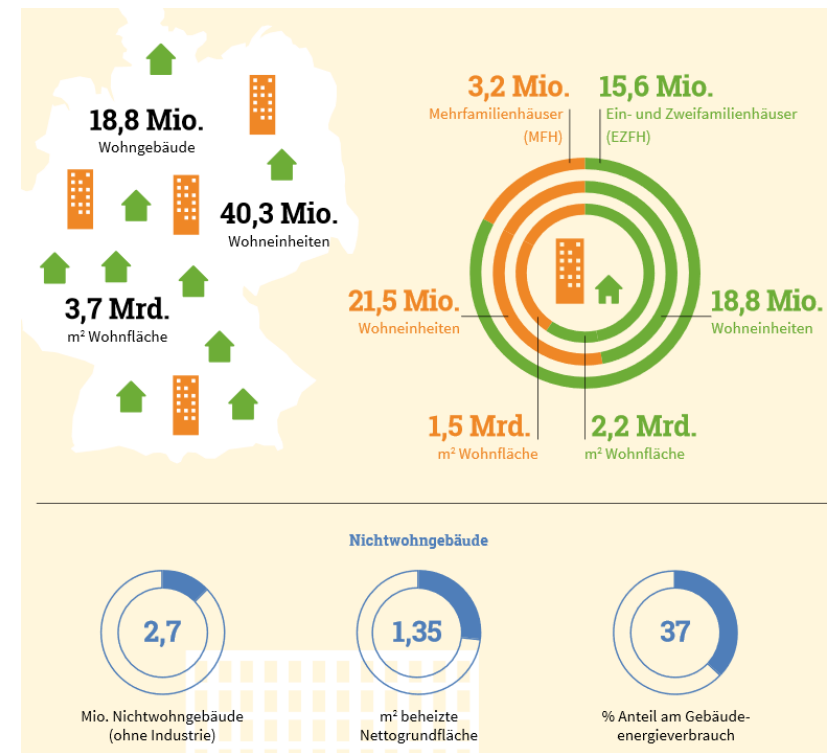 18,8 Mio.
Wohngebäude
40,3 Mio.
Wohneinheiten
3,7 Mrd.
m² Wohnfläche
3,2 Mio.
Mehrfamilienhäuser
(MFH)
15,6 Mio.
Ein- und Zweifamilienhäuser
(EZFH)
21,5 Mio.
Wohneinheiten
18,8 Mio.
Wohneinheiten
1,5 Mrd.
m² Wohnfläche
2,2 Mrd.
m² Wohnfläche
Nichtwohngebäude
2,7
Mio. Nichtwohngebäude
(ohne Industrie)
1,35
m² beheizte
Nettogrundfläche
37
% Anteil am Gebäude-
energieverbrauch